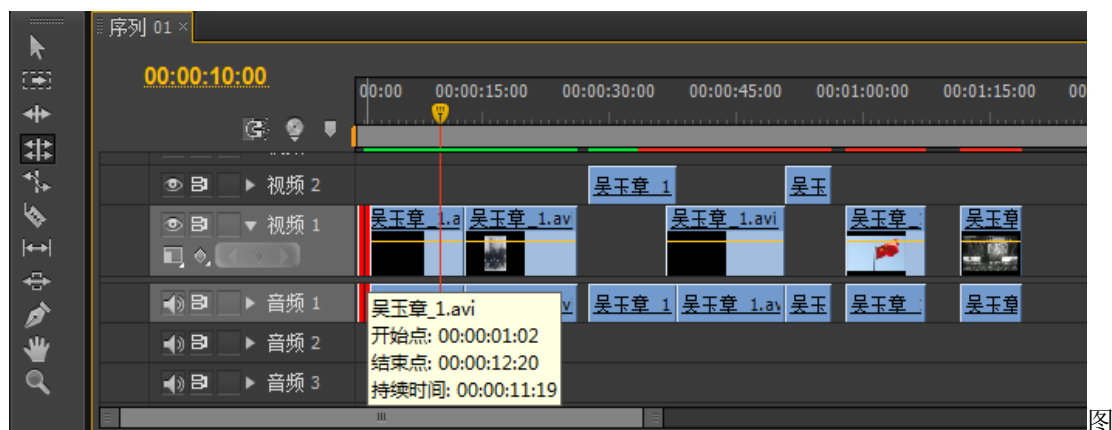 序列 01 ×
00:00:10:00
00:00 00:00:15:00 00:00:30:00 00:00:45:00 00:01:00:00 00:01:15:00 00
视频 2
吴玉章_1
吴玉
视频 1
吴玉章_1.a
吴玉章_1.avi
吴玉章_1.avi
吴玉章_
吴玉章
音频 1
吴玉章_1
吴玉章_1.av
吴玉
吴玉章
吴玉章
吴玉章_1.avi
开始点: 00:00:01:02
结束点: 00:00:12:20
持续时间: 00:00:11:19
音频 2
音频 3
图